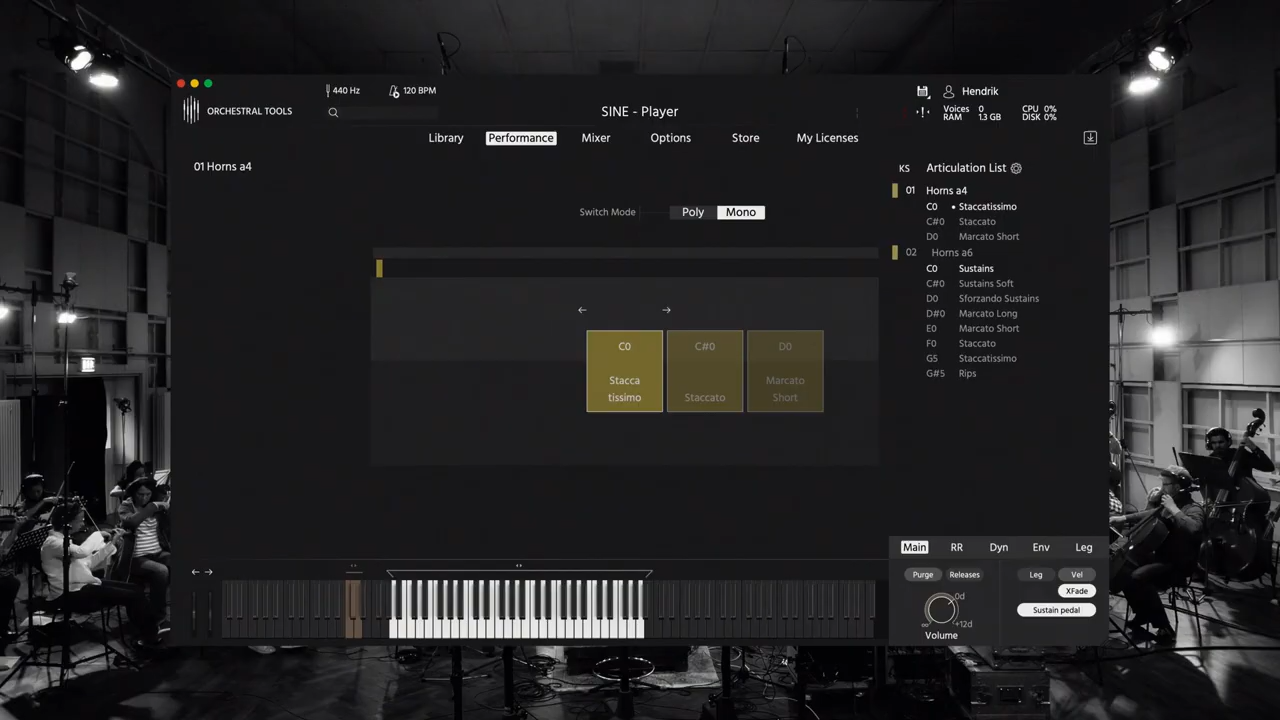 440 Hz
120 BPM
Hendrik
ORCHESTRAL TOOLS
SINE - Player
Voices 0
RAM 1.3 GB
CPU 0%
DISK 0%
Library
Performance
Mixer
Options
Store
My Licenses
01 Horns a4
KS
Articulation List
01 Horns a4
C0 Staccatissimo
C#0 Staccato
D0 Marcato Short
02 Horns a6
C0 Sustains
C#0 Sustains Soft
D0 Sforzando Sustains
D#0 Marcato Long
E0 Marcato Short
F0 Staccato
G5 Staccatissimo
G#5 Rips
Switch Mode
Poly
Mono
C0
Stacca
tissimo
C#0
Staccato
D0
Marcato
Short
Main
RR
Dyn
Env
Leg
Purge
Releases
Leg
Vel
XFade
Sustain pedal
0d
∞
+12d
Volume